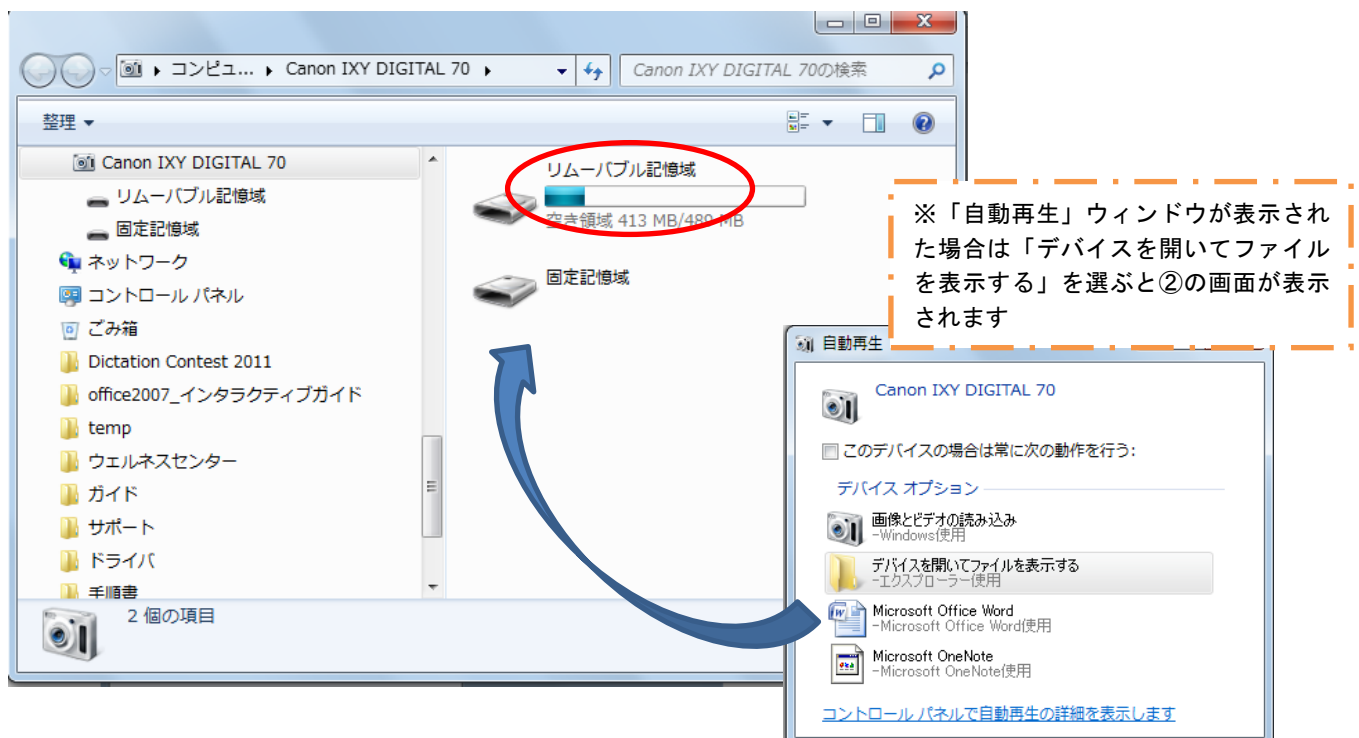 コンピュ... Canon IXY DIGITAL 70
Canon IXY DIGITAL 70の検索
整理
Canon IXY DIGITAL 70
リムーバブル記憶域
固定記憶域
ネットワーク
コントロール パネル
ごみ箱
Dictation Contest 2011
office2007_インタラクティブガイド
temp
ウェルネスセンター
ガイド
サポート
ドライバ
手順書
リムーバブル記憶域
空き領域 413 MB/489 MB
固定記憶域
2 個の項目
※「自動再生」ウィンドウが表示され
た場合は「デバイスを開いてファイル
を表示する」を選ぶと②の画面が表示
されます
自動再生
Canon IXY DIGITAL 70
このデバイスの場合は常に次の動作を行う:
デバイス オプション
画像とビデオの読み込み
-Windows使用
デバイスを開いてファイルを表示する
-エクスプローラー使用
Microsoft Office Word
-Microsoft Office Word使用
Microsoft OneNote
-Microsoft OneNote使用
コントロール パネルで自動再生の詳細を表示します